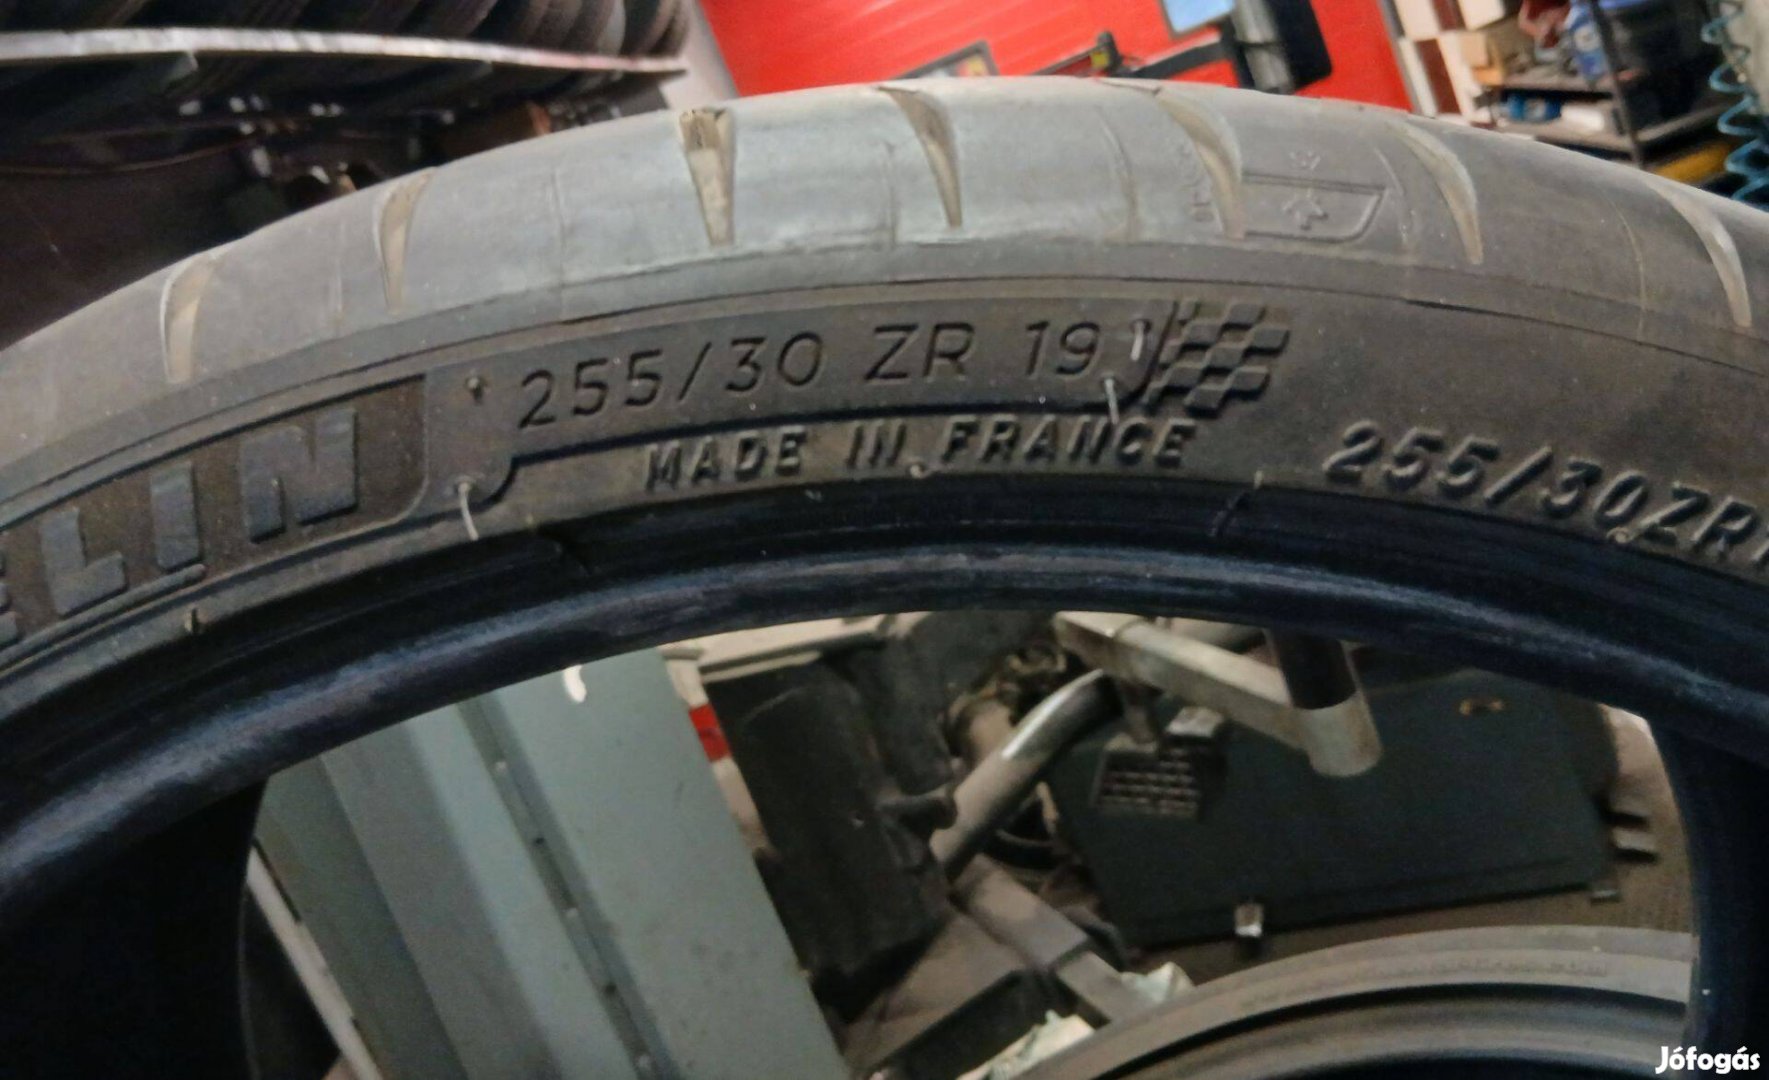 ELIN
255/30 ZR 19
MADE IN FRANCE
255/30ZR
Jófogás